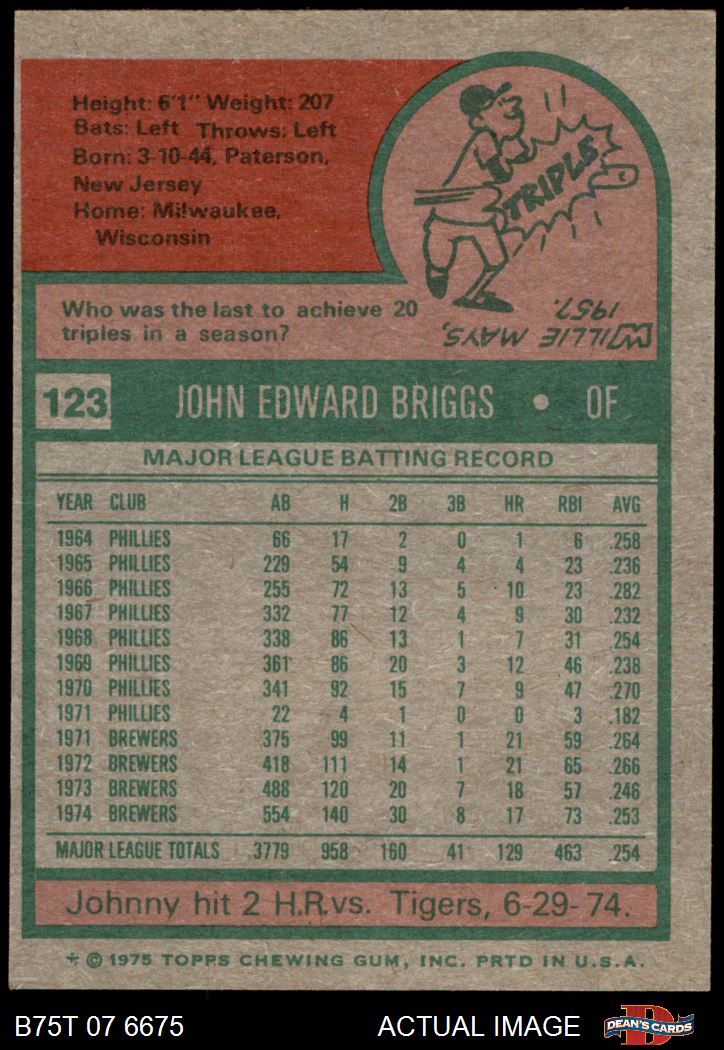 Height: 6'1" Weight: 207
Bats: Left Throws: Left
Born: 3-10-44, Paterson,
New Jersey
Home: Milwaukee,
Wisconsin
TRIPLE
Who was the last to achieve 20
triples in a season?
WILLIE MAYS,
1957.
123 JOHN EDWARD BRIGGS • OF
MAJOR LEAGUE BATTING RECORD
YEAR CLUB AB H 2B 3B HR RBI AVG
1964 PHILLIES 66 17 2 0 1 6 .258
1965 PHILLIES 229 54 9 4 4 23 .236
1966 PHILLIES 255 72 13 5 10 23 .282
1967 PHILLIES 332 77 12 4 9 30 .232
1968 PHILLIES 338 86 13 1 7 31 .254
1969 PHILLIES 361 86 20 3 12 46 .238
1970 PHILLIES 341 92 15 7 9 47 .270
1971 PHILLIES 22 4 1 0 0 3 .182
1971 BREWERS 375 99 11 1 21 59 .264
1972 BREWERS 418 111 14 1 21 65 .266
1973 BREWERS 488 120 20 7 18 57 .246
1974 BREWERS 554 140 30 8 17 73 .253
MAJOR LEAGUE TOTALS 3779 958 160 41 129 463 .254
Johnny hit 2 H.R. vs. Tigers, 6-29-74.
* © 1975 TOPPS CHEWING GUM, INC. PRTD IN U.S.A.
B75T 07 6675 ACTUAL IMAGE D DEAN'S CARDS